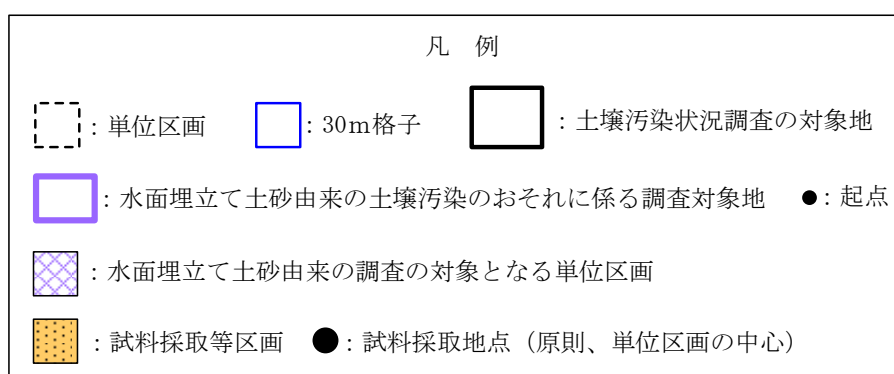 凡 例
：単位区画 ：30m格子 ：土壌汚染状況調査の対象地
：水面埋立て土砂由来の土壌汚染のおそれに係る調査対象地 ●：起点
：水面埋立て土砂由来の調査の対象となる単位区画
：試料採取等区画 ●：試料採取地点（原則、単位区画の中心）